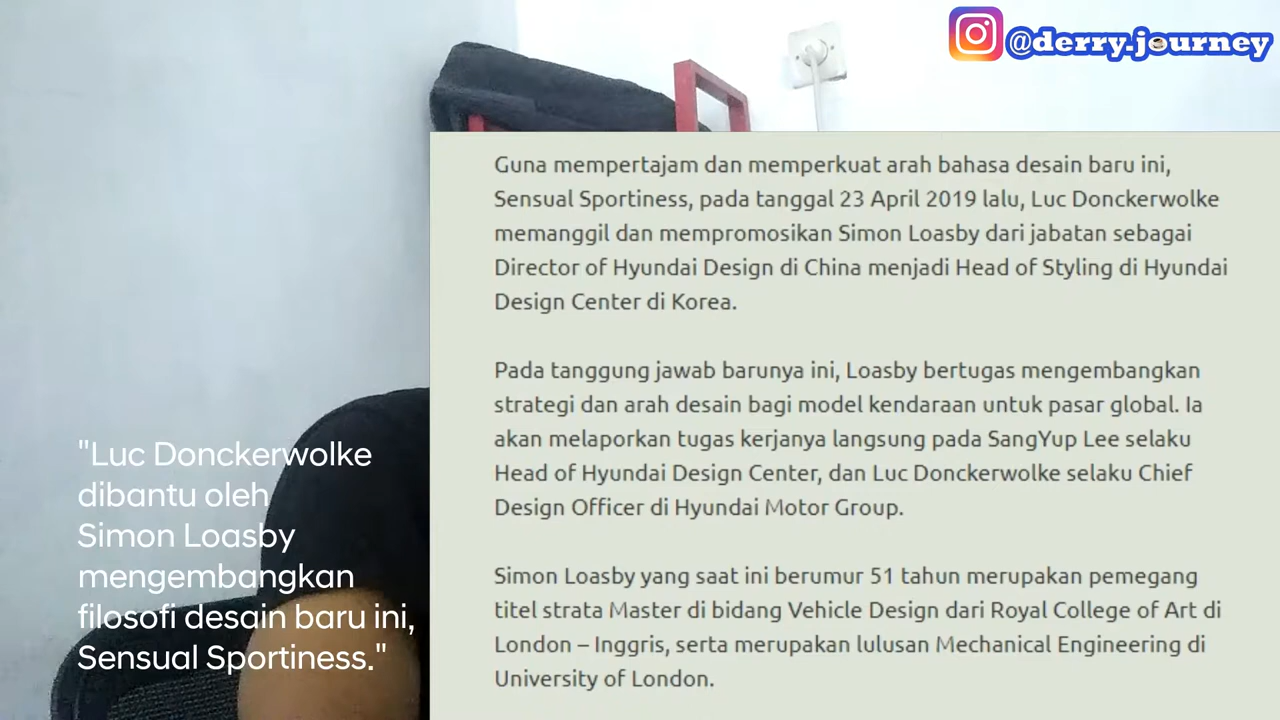 @derry.journey
Guna mempertajam dan memperkuat arah bahasa desain baru ini,
Sensual Sportiness, pada tanggal 23 April 2019 lalu, Luc Donckerwolke
memanggil dan mempromosikan Simon Loasby dari jabatan sebagai
Director of Hyundai Design di China menjadi Head of Styling di Hyundai
Design Center di Korea.
Pada tanggung jawab barunya ini, Loasby bertugas mengembangkan
strategi dan arah desain bagi model kendaraan untuk pasar global. Ia
akan melaporkan tugas kerjanya langsung pada SangYup Lee selaku
Head of Hyundai Design Center, dan Luc Donckerwolke selaku Chief
Design Officer di Hyundai Motor Group.
Simon Loasby yang saat ini berumur 51 tahun merupakan pemegang
titel strata Master di bidang Vehicle Design dari Royal College of Art di
London – Inggris, serta merupakan lulusan Mechanical Engineering di
University of London.
"Luc Donckerwolke
dibantu oleh
Simon Loasby
mengembangkan
filosofi desain baru ini,
Sensual Sportiness."